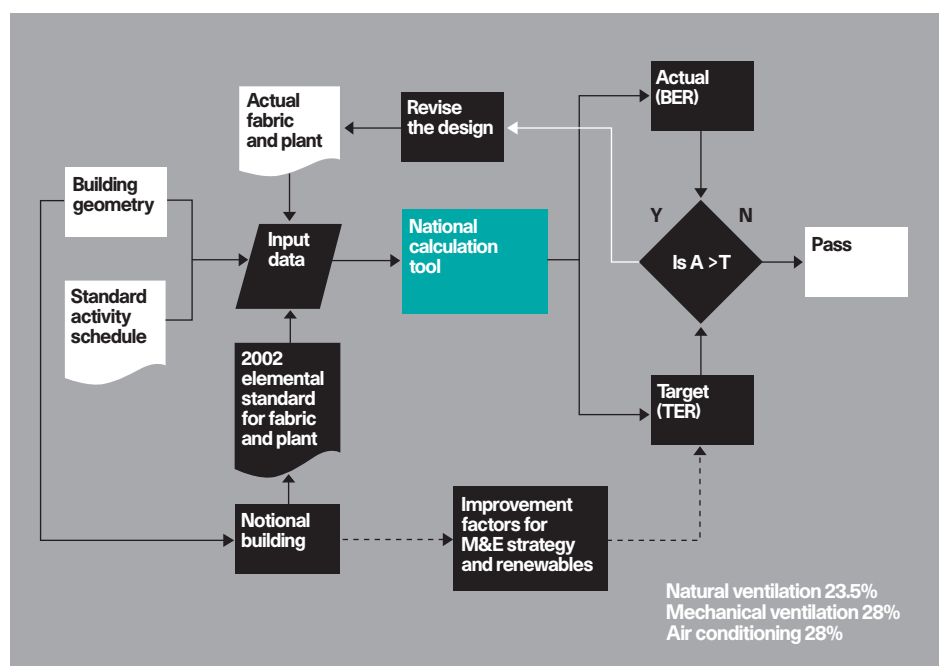 Actual
fabric
and plant
Revise
the design
Actual
(BER)
Building
geometry
Standard
activity
schedule
Input
data
National
calculation
tool
Y
N
Is A >T
Pass
2002
elemental
standard
for fabric
and plant
Target
(TER)
Notional
building
Improvement
factors for
M&E strategy
and renewables
Natural ventilation 23.5%
Mechanical ventilation 28%
Air conditioning 28%